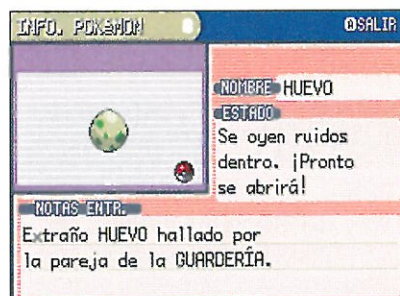 INFO. POKéMON
SALIR
NOMBRE HUEVO
ESTADO
Se oyen ruidos
dentro. ¡Pronto
se abrirá!
NOTAS ENTR.
Extraño HUEVO hallado por
la pareja de la GUARDERÍA.